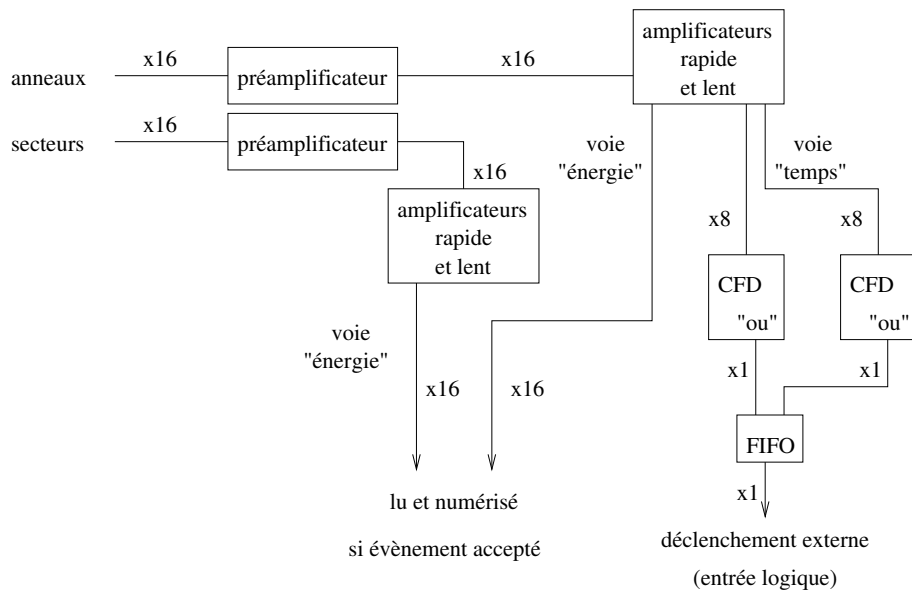 amplificateurs
rapide
et lent
anneaux
x16
préamplificateur
x16
secteurs
x16
préamplificateur
x16
voie
"énergie"
voie
"temps"
amplificateurs
rapide
et lent
x8
x8
CFD
"ou"
CFD
"ou"
voie
"énergie"
x16
x16
x1
x1
FIFO
x1
lu et numérisé
si évènement accepté
déclenchement externe
(entrée logique)